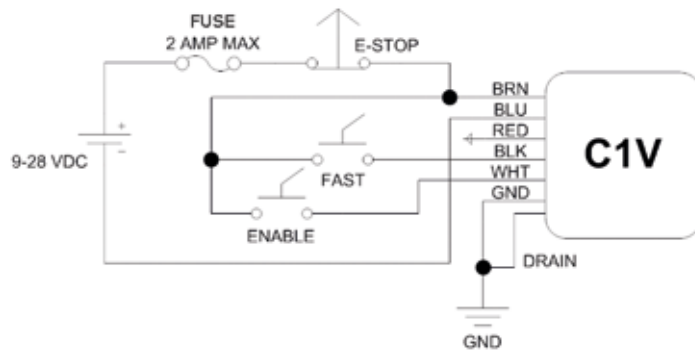 FUSE
2 AMP MAX
E-STOP
BRN
BLU
RED
BLK
WHT
GND
C1V
+
-
9-28 VDC
FAST
ENABLE
DRAIN
GND